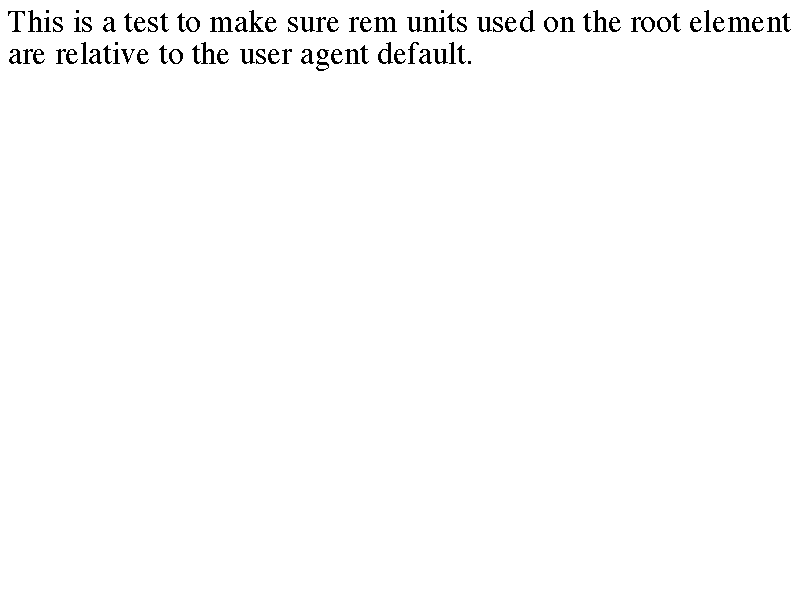 This is a test to make sure rem units used on the root element
are relative to the user agent default.